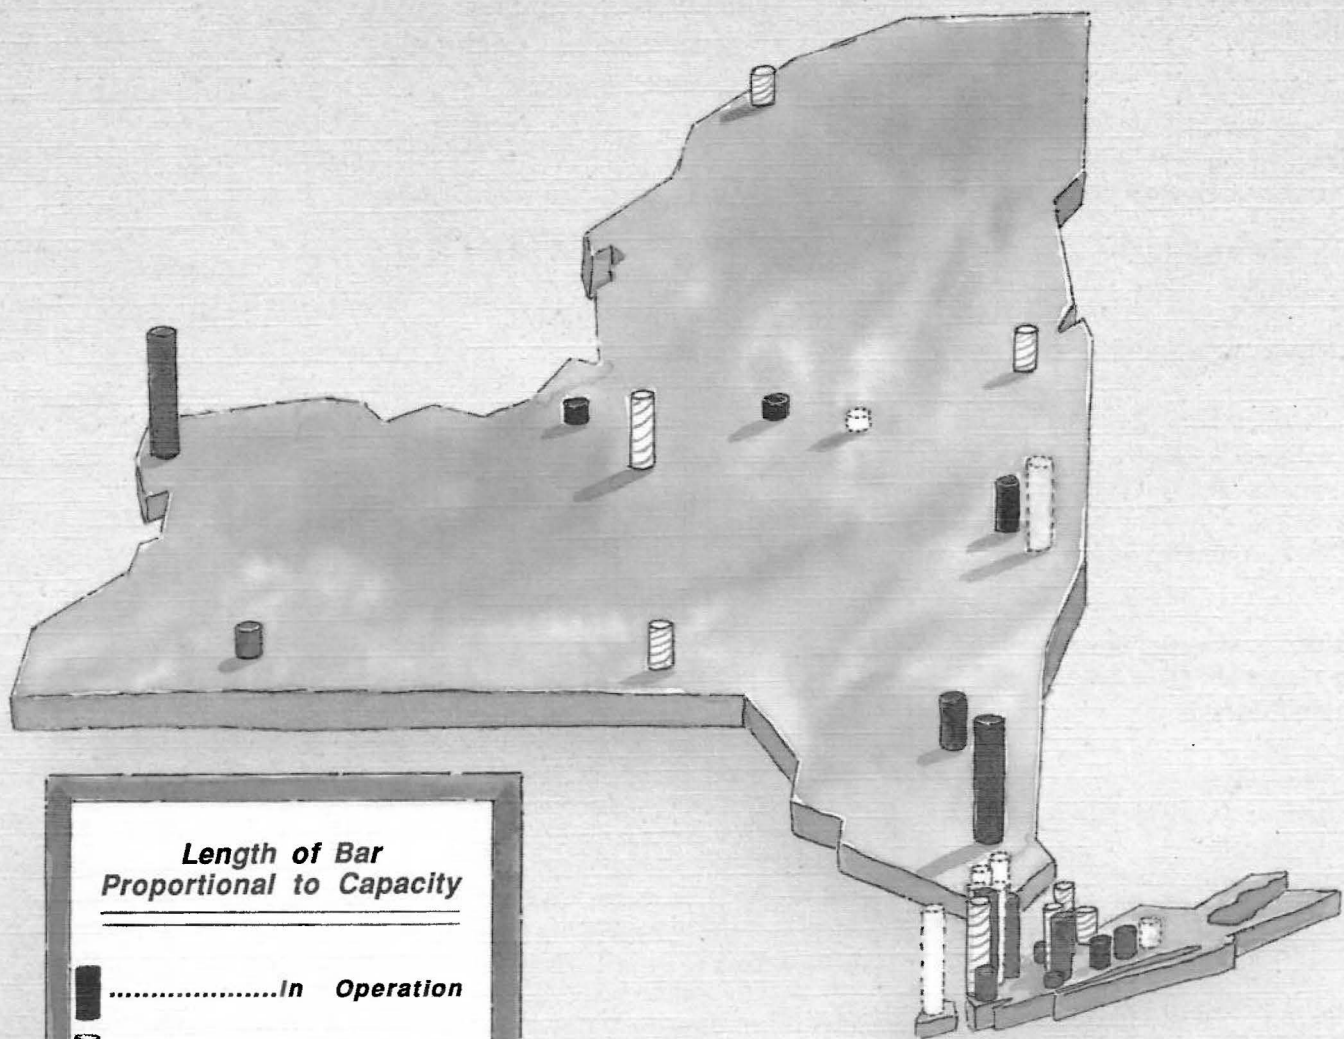 Length of Bar
Proportional to Capacity
.....................In Operation